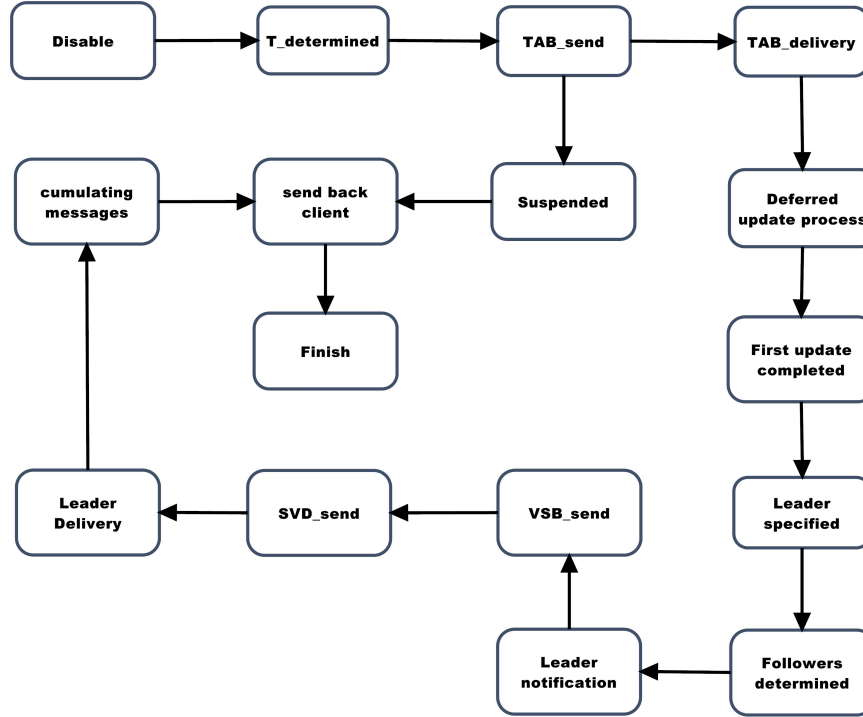 Disable
T_determined
TAB_send
TAB_delivery
cumulating
messages
send back
client
Suspended
Deferred
update process
Finish
First update
completed
Leader
Delivery
SVD_send
VSB_send
Leader
specified
Leader
notification
Followers
determined